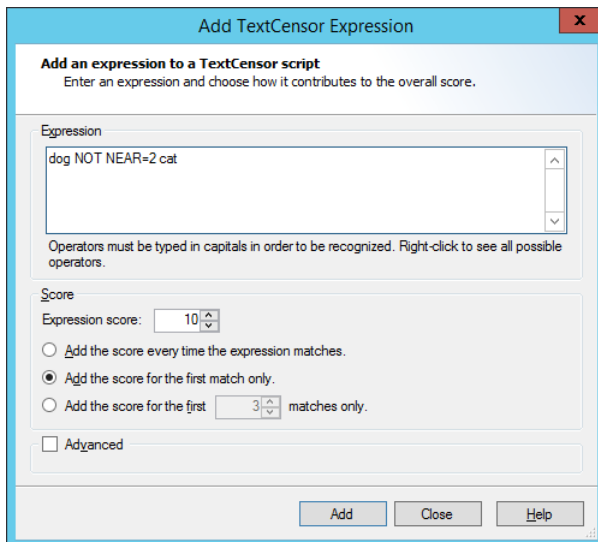 Add TextCensor Expression
x
Add an expression to a TextCensor script
Enter an expression and choose how it contributes to the overall score.
Expression
dog NOT NEAR=2 cat
Operators must be typed in capitals in order to be recognized. Right-click to see all possible
operators.
Score
Expression score: 10
Add the score every time the expression matches.
Add the score for the first match only.
Add the score for the first 3 matches only.
Advanced
Add Close Help